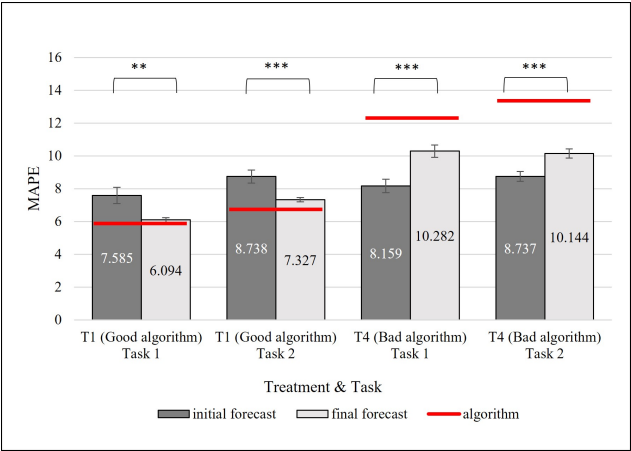 16
** *** *** ***
14
12
10
8
6
4
2
0
MAPE
7.585 6.094 8.738 7.327 8.159 10.282 8.737 10.144
T1 (Good algorithm) T1 (Good algorithm) T4 (Bad algorithm) T4 (Bad algorithm)
Task 1 Task 2 Task 1 Task 2
Treatment & Task
initial forecast final forecast algorithm